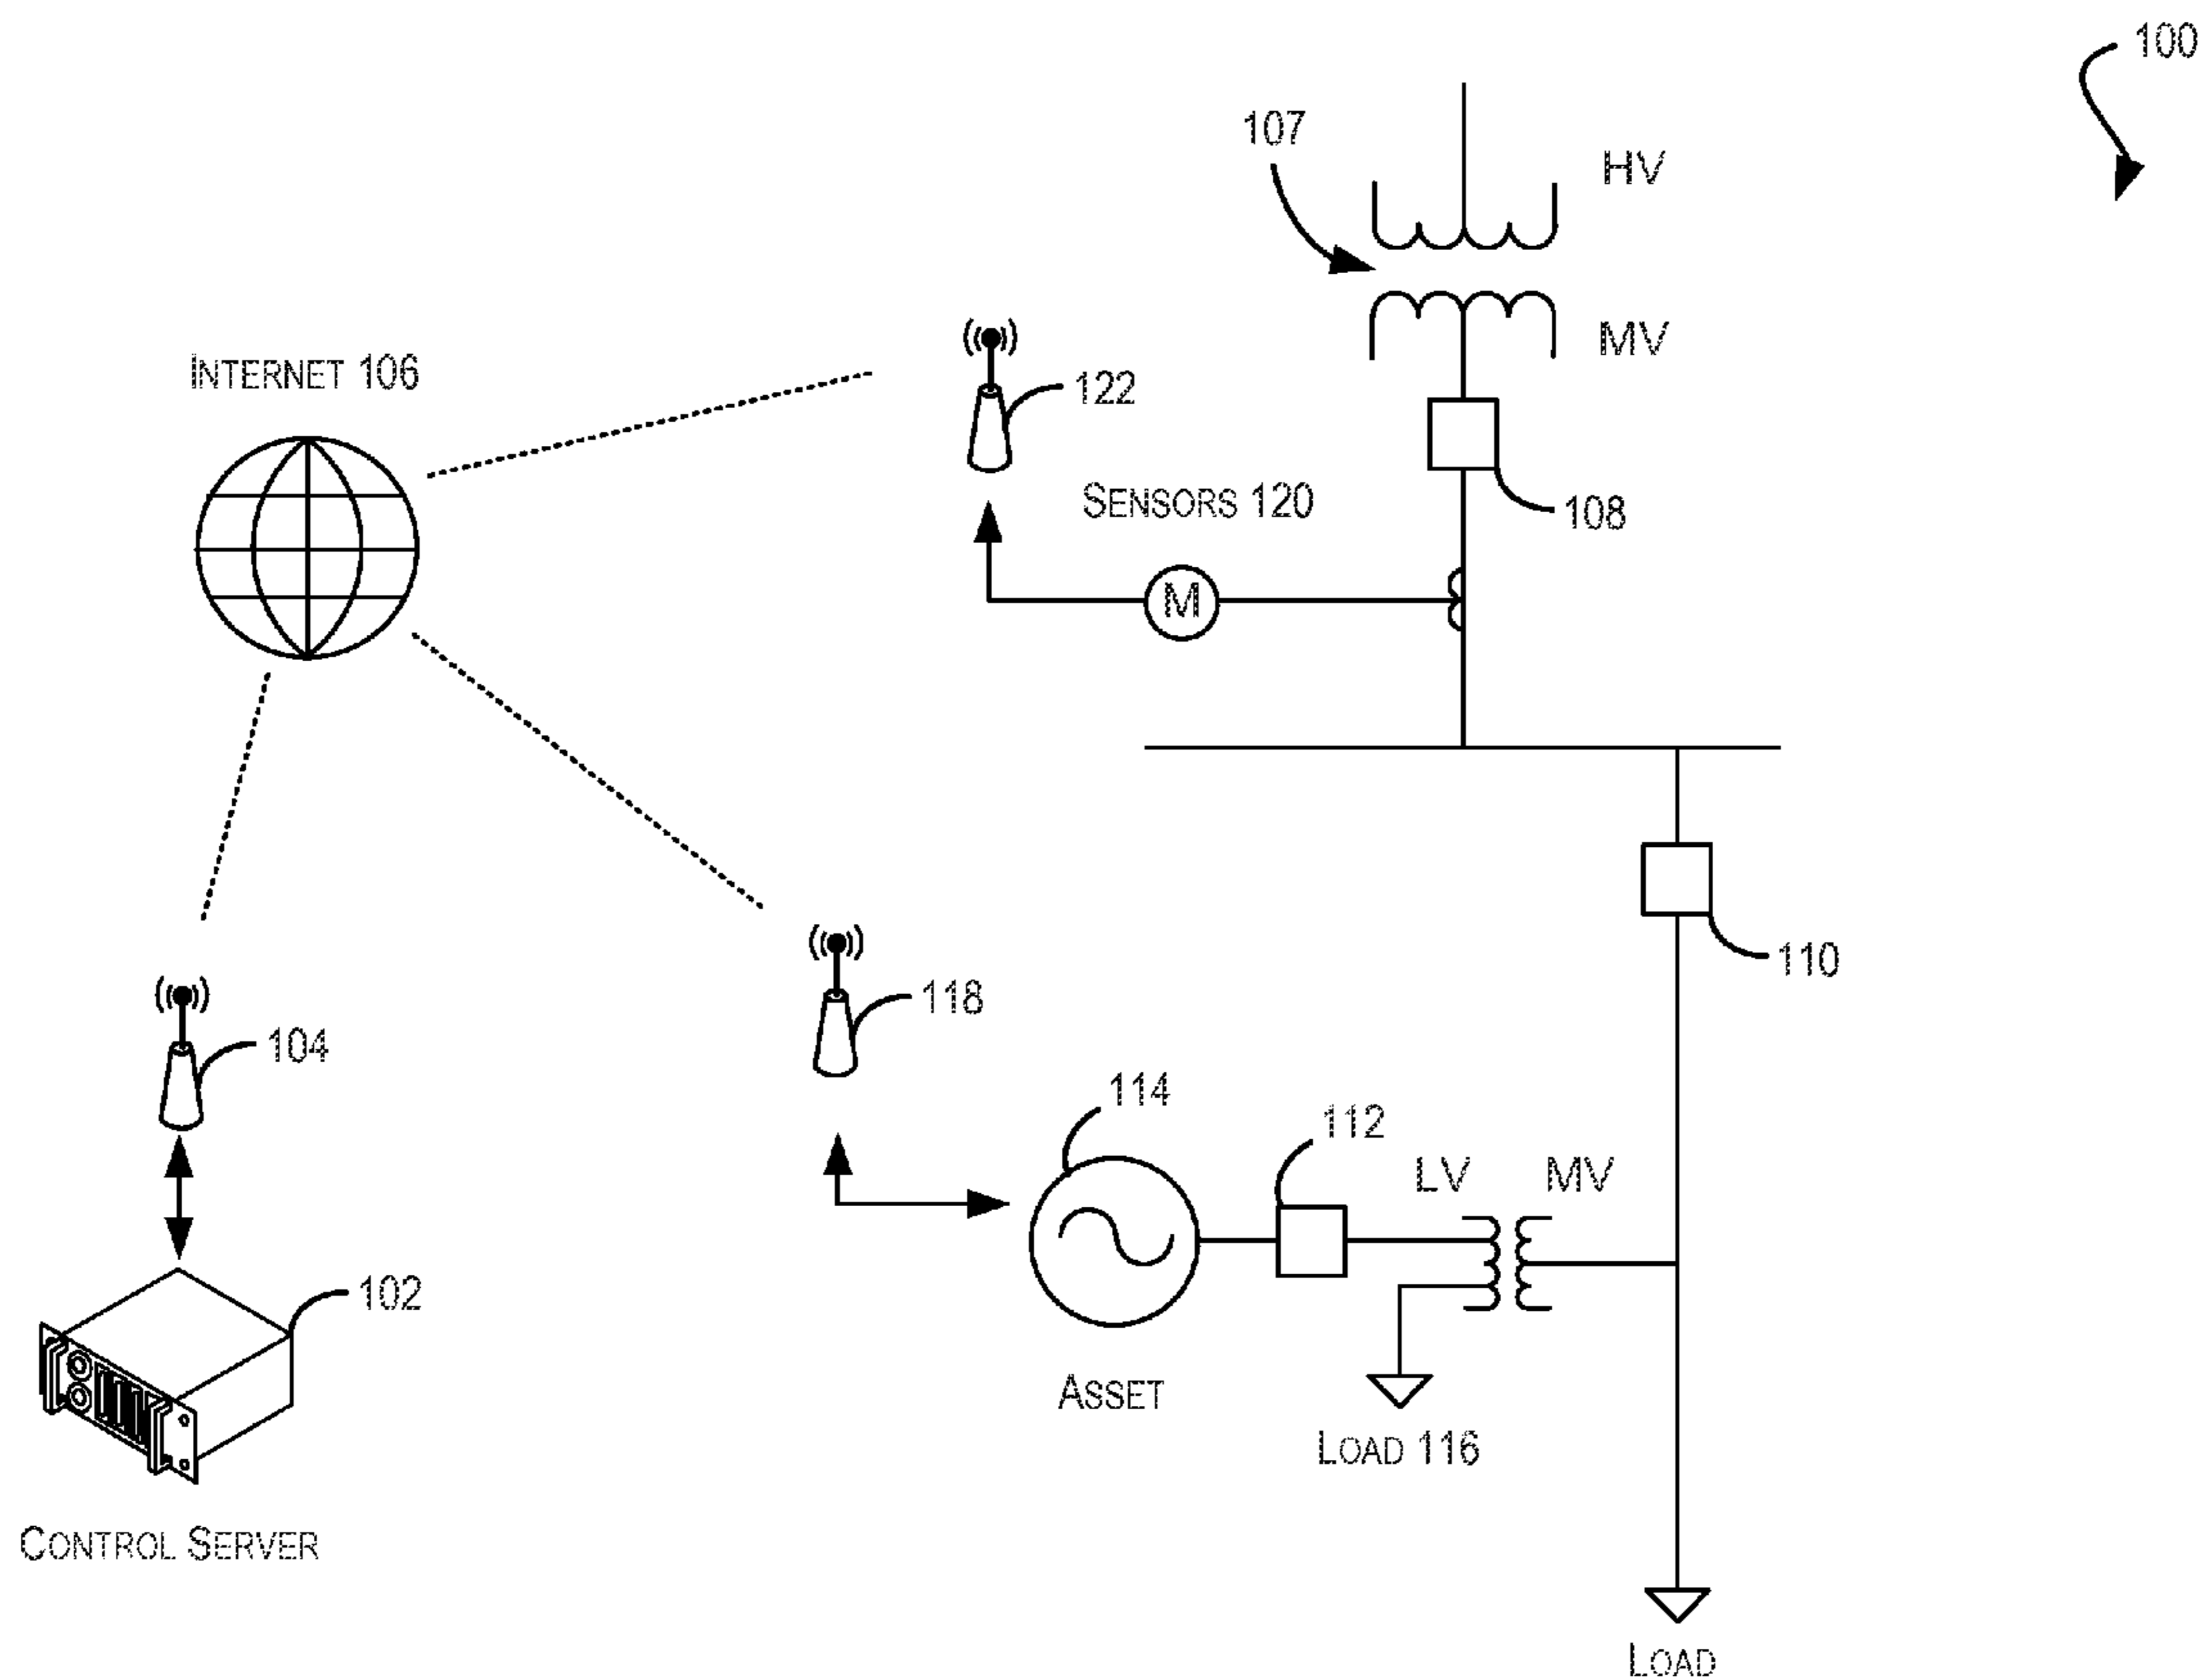 100
107
HV
MV
INTERNET 106
122
SENSORS 120
108
110
118
104
114
112
LV MV
102
ASSET
LOAD 116
CONTROL SERVER
LOAD
M